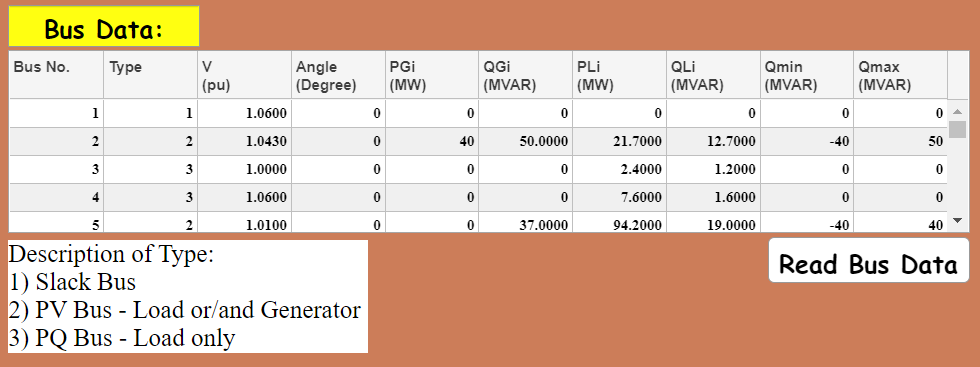 Bus Data:
Bus No. Type V (pu) Angle (Degree) PGi (MW) QGi (MVAR) PLi (MW) QLi (MVAR) Qmin (MVAR) Qmax (MVAR)
1 1 1.0600 0 0 0 0 0 0 0
2 2 1.0430 0 40 50.0000 21.7000 12.7000 -40 50
3 3 1.0000 0 0 0 2.4000 1.2000 0 0
4 3 1.0600 0 0 0 7.6000 1.6000 0 0
5 2 1.0100 0 0 37.0000 94.2000 19.0000 -40 40
Description of Type:
1) Slack Bus
2) PV Bus - Load or/and Generator
3) PQ Bus - Load only
Read Bus Data